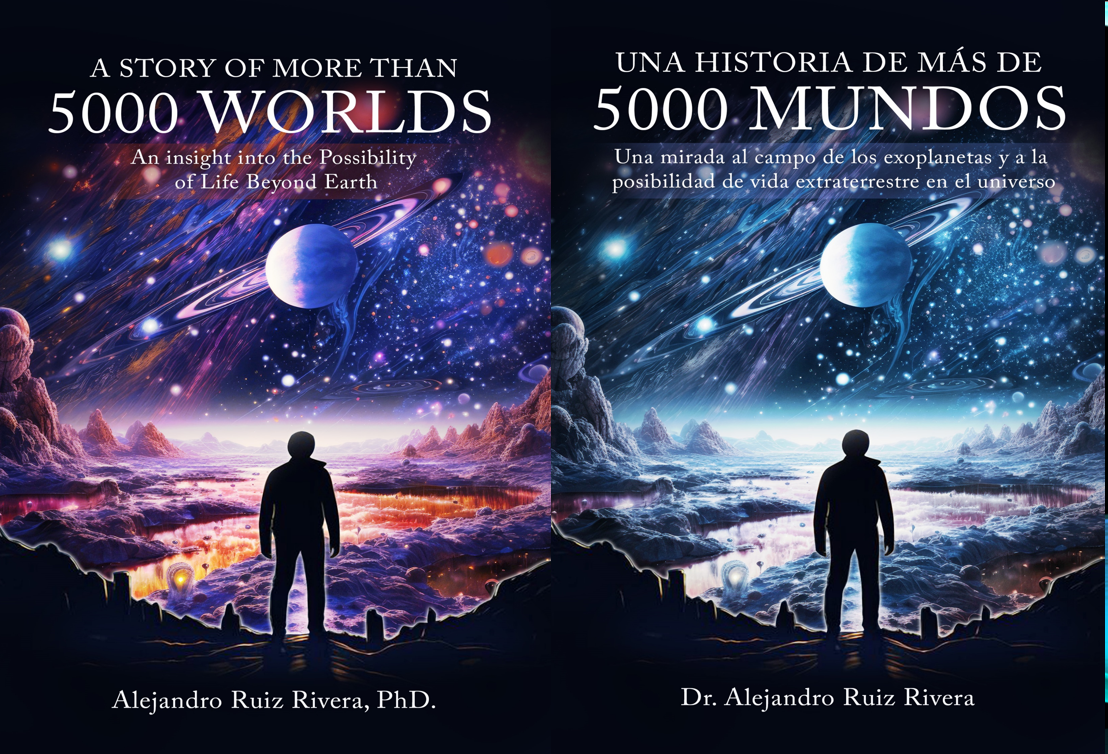 A STORY OF MORE THAN
5000 WORLDS
An insight into the Possibility
of Life Beyond Earth
Alejandro Ruiz Rivera, PhD.
UNA HISTORIA DE MÁS DE
5000 MUNDOS
Una mirada al campo de los exoplanetas y a la
posibilidad de vida extraterrestre en el universo
Dr. Alejandro Ruiz Rivera